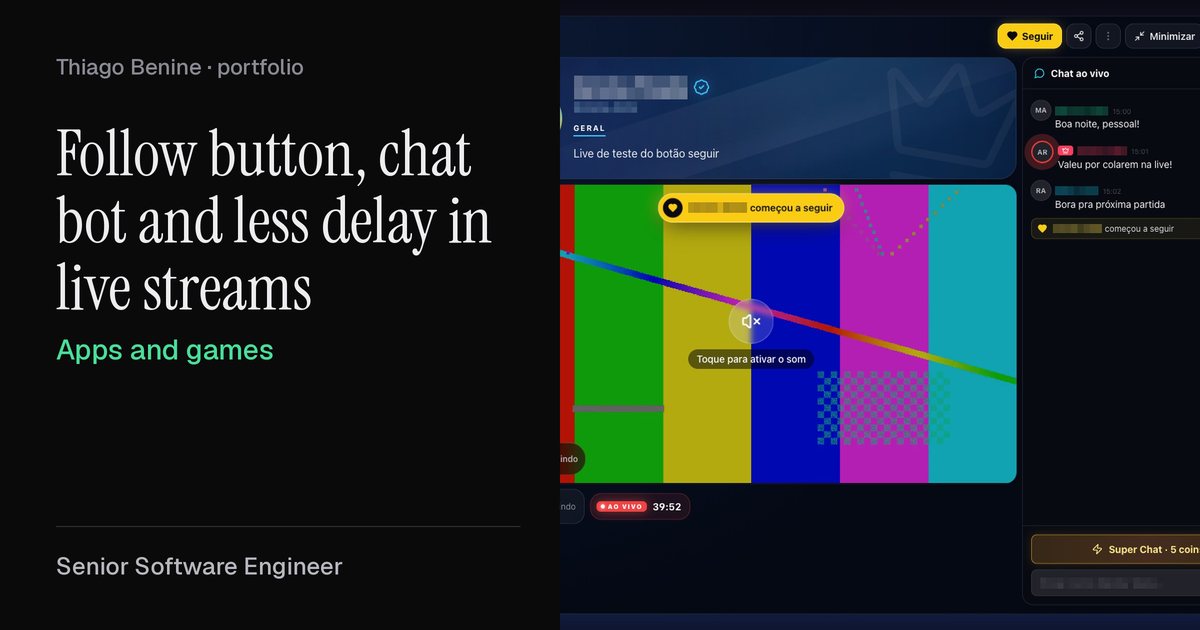 Thiago Benine · portfolio
Follow button, chat
bot and less delay in
live streams
Apps and games
Senior Software Engineer
Seguir
Minimizar
GERAL
Live de teste do botão seguir
começou a seguir
Toque para ativar o som
indo
ndo
AO VIVO
39:52
Chat ao vivo
MA
15:00
Boa noite, pessoal!
AR
15:01
Valeu por colarem na live!
RA
15:02
Bora pra próxima partida
começou a seguir
Super Chat · 5 coin